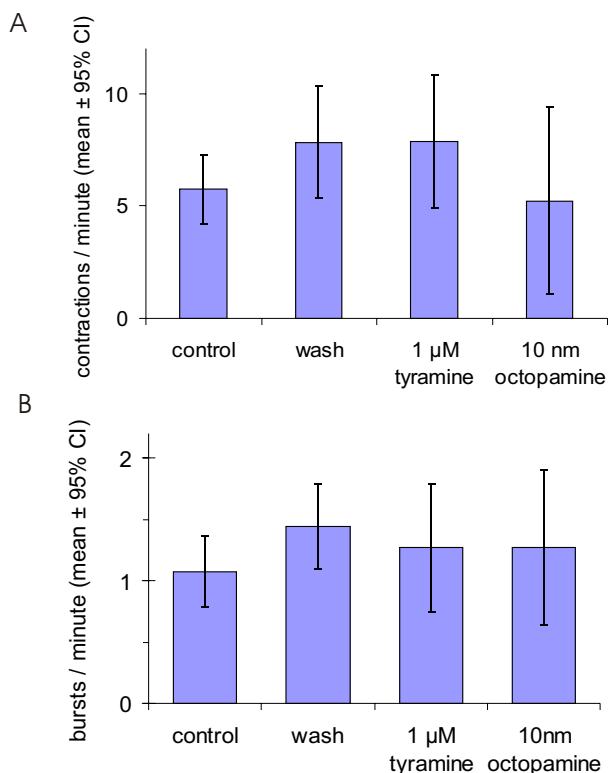 A
contractions / minute (mean ± 95% CI)
10
5
0
control wash 1 µM 10 nm
tyramine octopamine
B
bursts / minute (mean ± 95% CI)
2
1
0
control wash 1 µM 10nm
tyramine octopamine